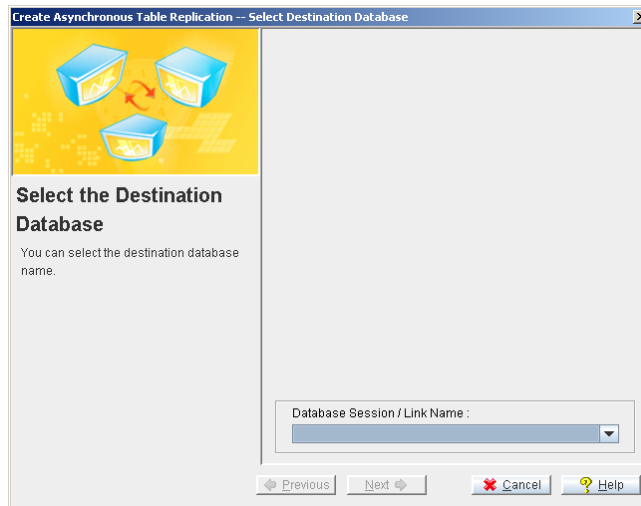 Create Asynchronous Table Replication -- Select Destination Database
Select the Destination
Database
You can select the destination database
name.
Database Session / Link Name :
Previous
Next
Cancel
Help